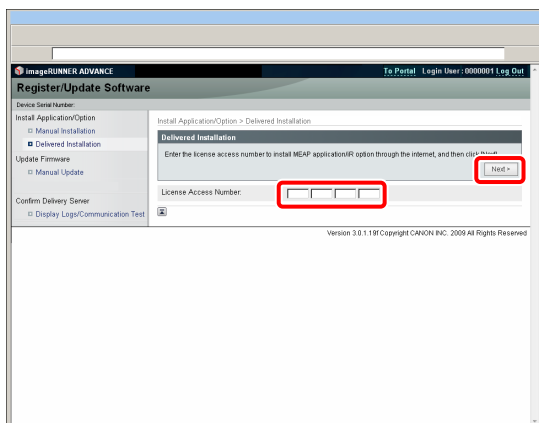 imageRUNNER ADVANCE
To Portal Login User : 0000001 Log Out
Register/Update Software
Device Serial Number:
Install Application/Option
Manual Installation
Delivered Installation
Update Firmware
Manual Update
Confirm Delivery Server
Display Logs/Communication Test
Install Application/Option > Delivered Installation
Delivered Installation
Enter the license access number to install MEAP application/iR option through the internet, and then click
Next
License Access Number:
Version 3.0.1.19f Copyright CANON INC. 2009 All Rights Reserved